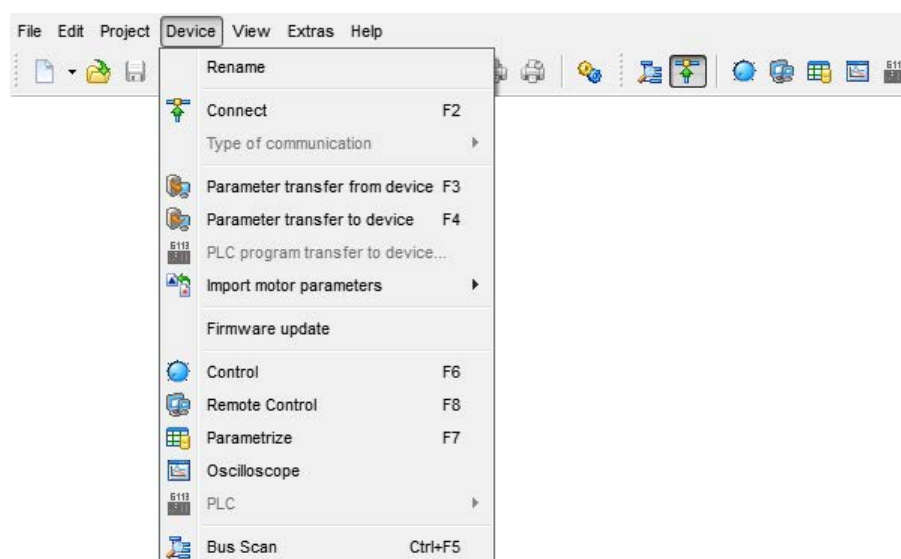 File Edit Project Device View Extras Help
Rename
Connect F2
Type of communication
Parameter transfer from device F3
Parameter transfer to device F4
PLC program transfer to device...
Import motor parameters
Firmware update
Control F6
Remote Control F8
Parametrize F7
Oscilloscope
PLC
Bus Scan Ctrl+F5